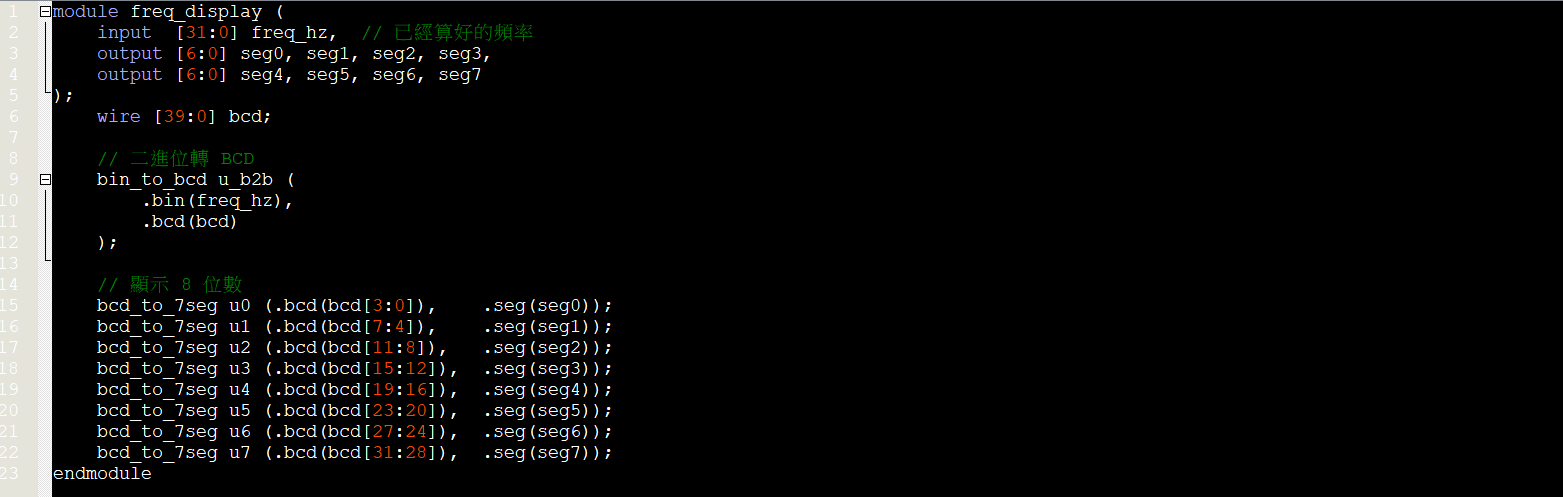 1 module freq_display (
2     input  [31:0] freq_hz,  // 已經算好的頻率
3     output [6:0] seg0, seg1, seg2, seg3,
4     output [6:0] seg4, seg5, seg6, seg7
5 );
6     wire [39:0] bcd;
7
8     // 二進位轉 BCD
9     bin_to_bcd u_b2b (
10         .bin(freq_hz),
11         .bcd(bcd)
12     );
13
14     // 顯示 8 位數
15     bcd_to_7seg u0 (.bcd(bcd[3:0]),    .seg(seg0));
16     bcd_to_7seg u1 (.bcd(bcd[7:4]),    .seg(seg1));
17     bcd_to_7seg u2 (.bcd(bcd[11:8]),   .seg(seg2));
18     bcd_to_7seg u3 (.bcd(bcd[15:12]),  .seg(seg3));
19     bcd_to_7seg u4 (.bcd(bcd[19:16]),  .seg(seg4));
20     bcd_to_7seg u5 (.bcd(bcd[23:20]),  .seg(seg5));
21     bcd_to_7seg u6 (.bcd(bcd[27:24]),  .seg(seg6));
22     bcd_to_7seg u7 (.bcd(bcd[31:28]),  .seg(seg7));
23 endmodule